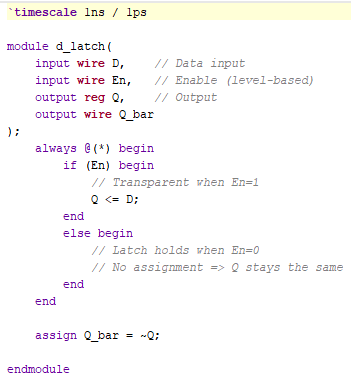 `timescale 1ns / 1ps
module d_latch(
    input wire D,    // Data input
    input wire En,   // Enable (level-based)
    output reg Q,    // Output
    output wire Q_bar
);
    always @(*) begin
        if (En) begin
            // Transparent when En=1
            Q <= D;
        end
        else begin
            // Latch holds when En=0
            // No assignment => Q stays the same
        end
    end
    assign Q_bar = ~Q;
endmodule